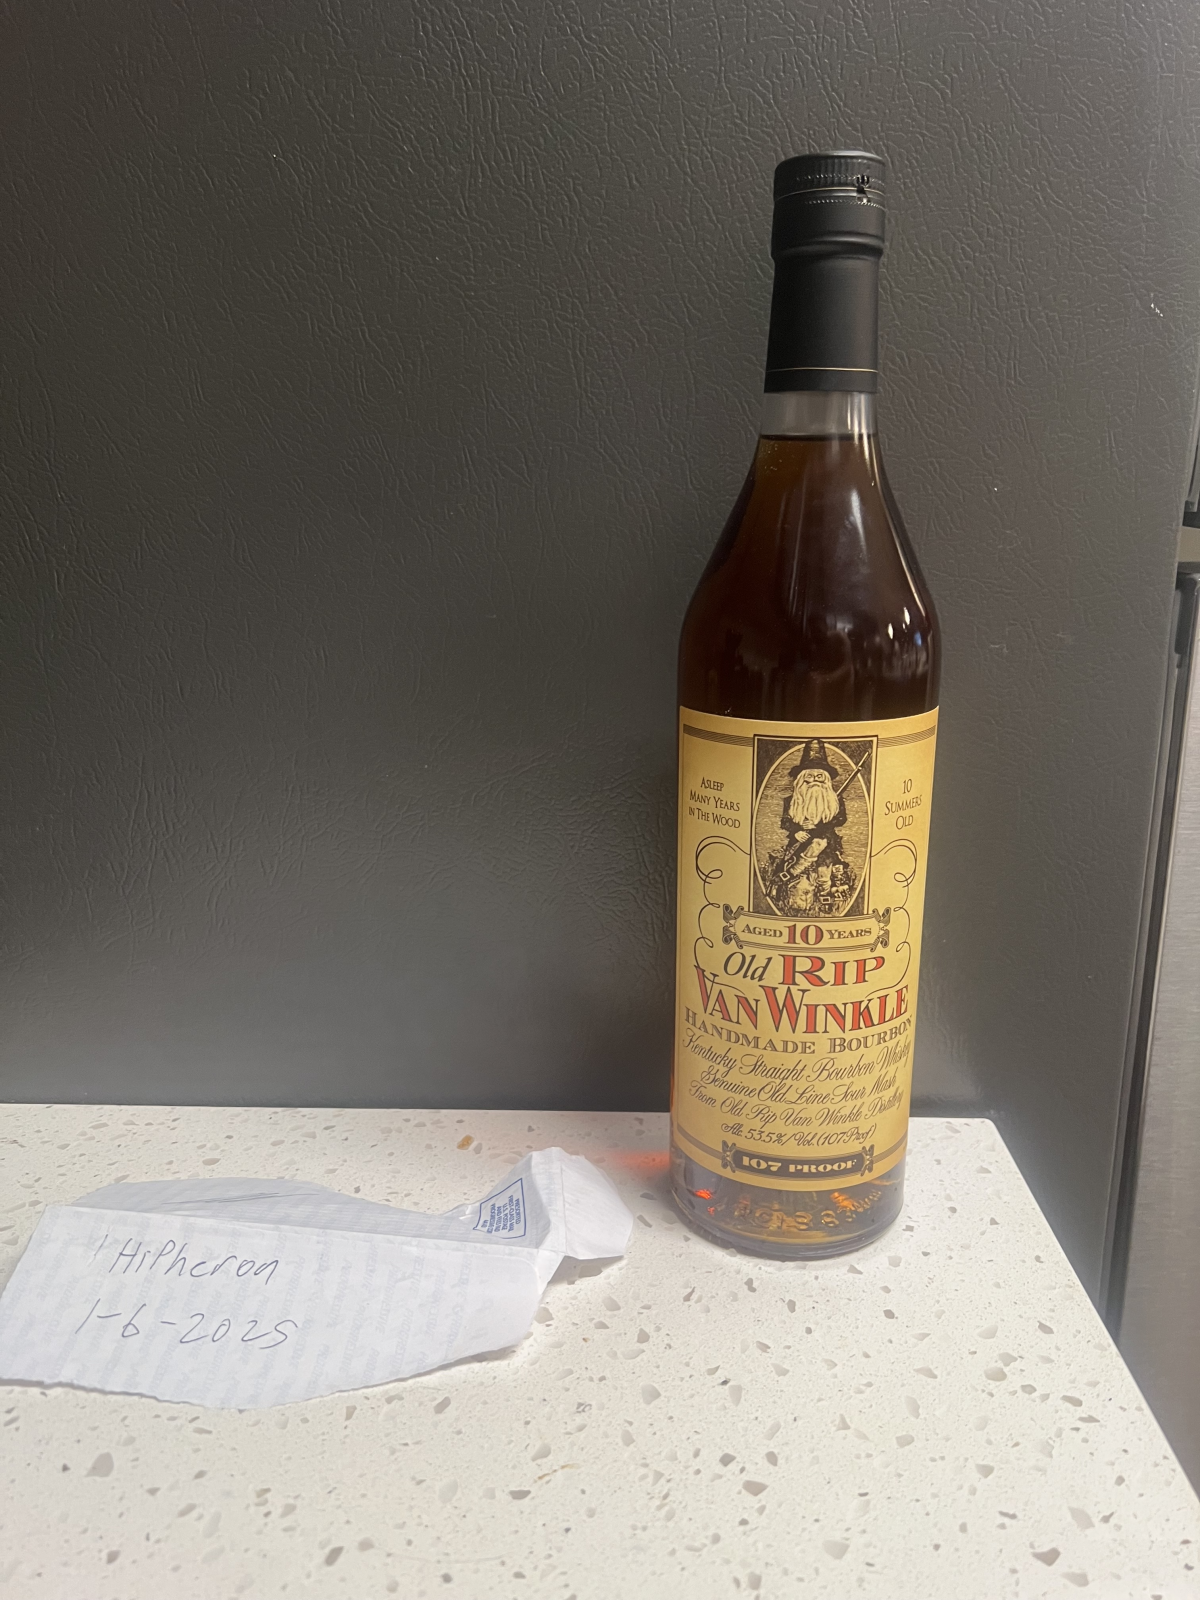 ASLEEP
MANY YEARS
IN THE WOOD
10
SUMMERS
OLD
AGED 10 YEARS
Old RIP
VAN WINKLE
HANDMADE BOURBON
Kentucky Straight Bourbon Whiskey
Genuine Old Line Sour Mash
From Old Rip Van Winkle Distillery
Alc. 53.5% / Vol. (107 Proof)
107 PROOF
HiPheron
1-6-2025